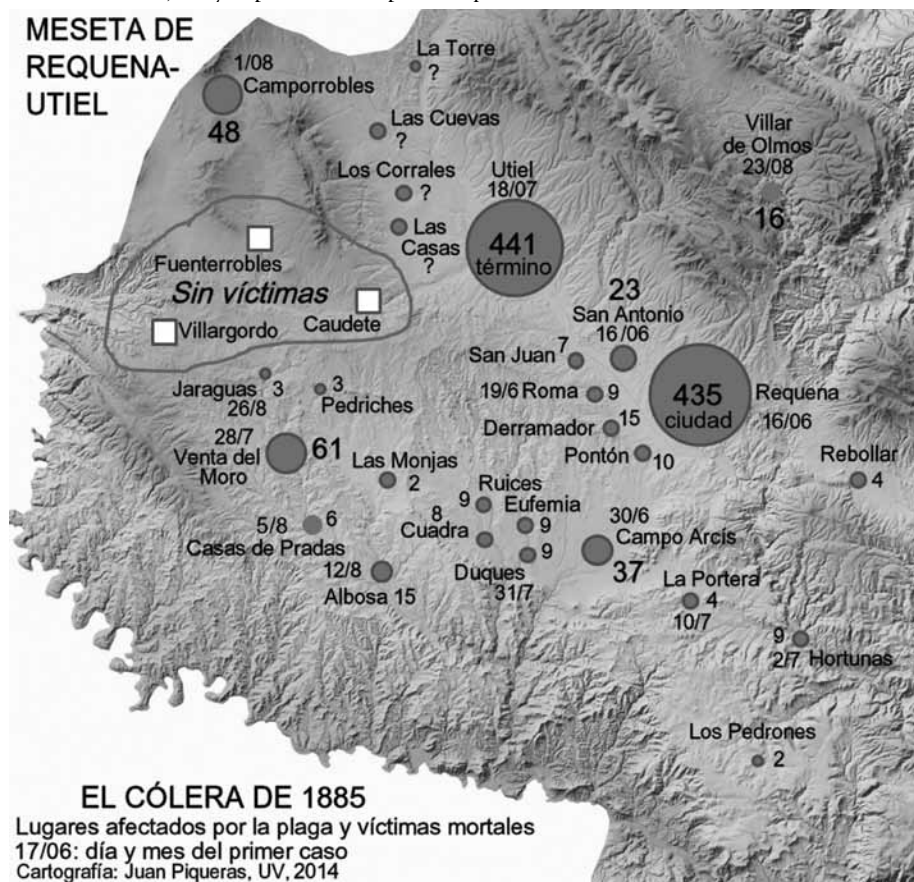 MESETA DE
REQUENA-
UTIEL
1/08
Camporrobles
48
La Torre
?
Las Cuevas
?
Los Corrales
?
Las
Casas
?
Utiel
18/07
441
término
Villar
de Olmos
23/08
16
Fuenterrobles
Sin víctimas
Villargordo
Caudete
23
San Antonio
16/06
San Juan
7
19/6 Roma
9
Derramador
15
Pontón
10
435
ciudad
Requena
16/06
Rebollar
4
Jaraguas
3
26/8
3
Pedriches
28/7
Venta del
Moro
61
Las Monjas
2
Ruices
9
8
Cuadra
Eufemia
9
9
Duques
31/7
5/8
6
Casas de Pradas
12/8
Albosa 15
30/6
Campo Arcis
37
La Portera
4
10/7
9
2/7 Hortunas
Los Pedrones
2
EL CÓLERA DE 1885
Lugares afectados por la plaga y víctimas mortales
17/06: día y mes del primer caso
Cartografía: Juan Piqueras, UV, 2014